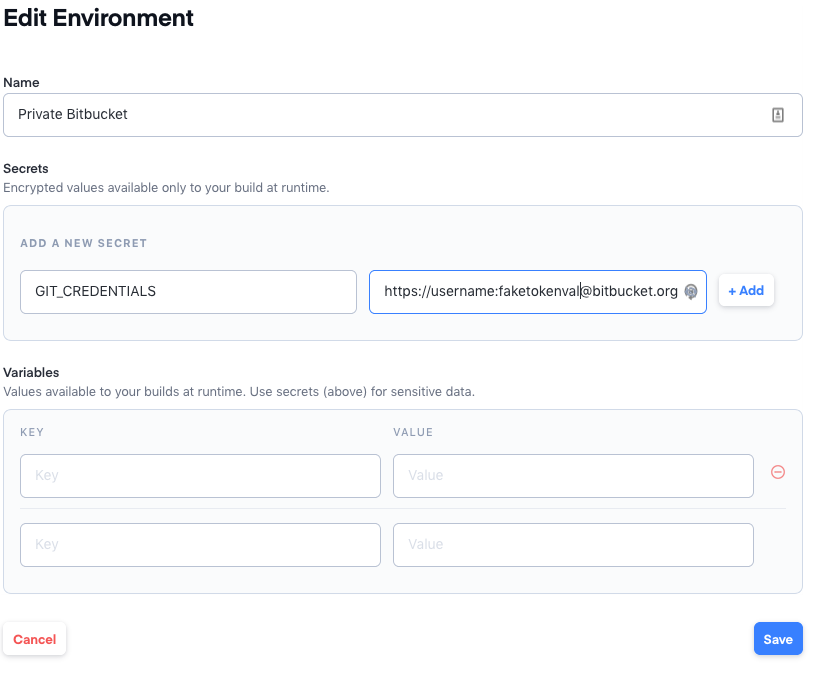 Edit Environment
Name
Private Bitbucket
Secrets
Encrypted values available only to your build at runtime.
ADD A NEW SECRET
GIT_CREDENTIALS https://username:faketokenval@bitbucket.org + Add
Variables
Values available to your builds at runtime. Use secrets (above) for sensitive data.
KEY VALUE
Key Value
Key Value
Cancel Save